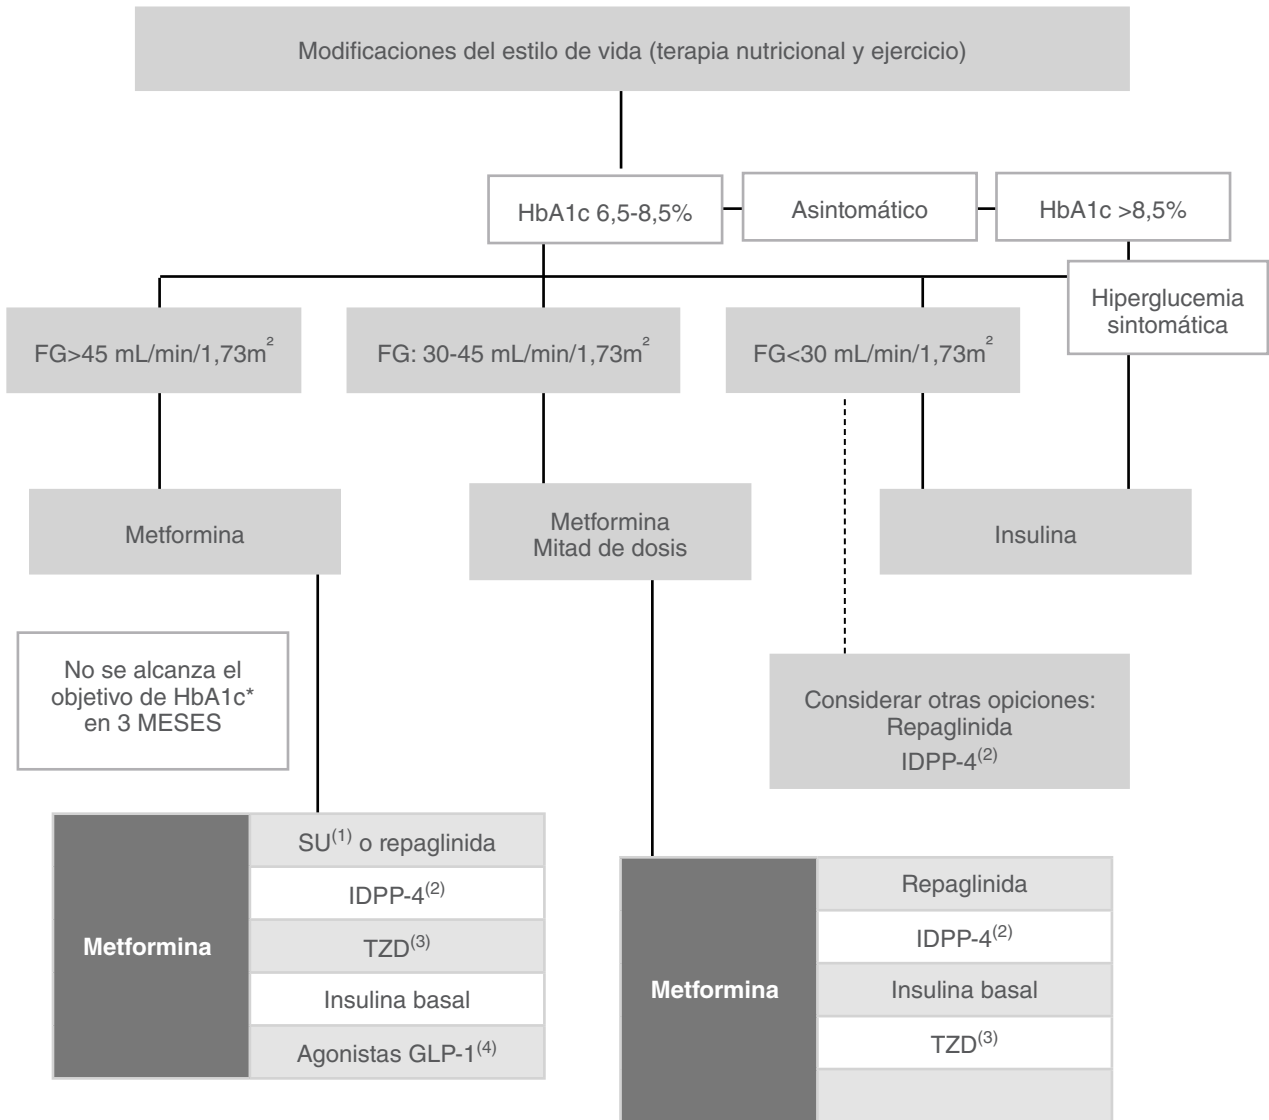 Modificaciones del estilo de vida (terapia nutricional y ejercicio)
HbA1c 6,5-8,5%
Asintomático
HbA1c >8,5%
Hiperglucemia
sintomática
FG>45 mL/min/1,73m²
FG: 30-45 mL/min/1,73m²
FG<30 mL/min/1,73m²
Metformina
Metformina
Mitad de dosis
Insulina
No se alcanza el
objetivo de HbA1c*
en 3 MESES
Considerar otras opiciones:
Repaglinida
IDPP-4(2)
Metformina
SU(1) o repaglinida
IDPP-4(2)
TZD(3)
Insulina basal
Agonistas GLP-1(4)
Metformina
Repaglinida
IDPP-4(2)
Insulina basal
TZD(3)